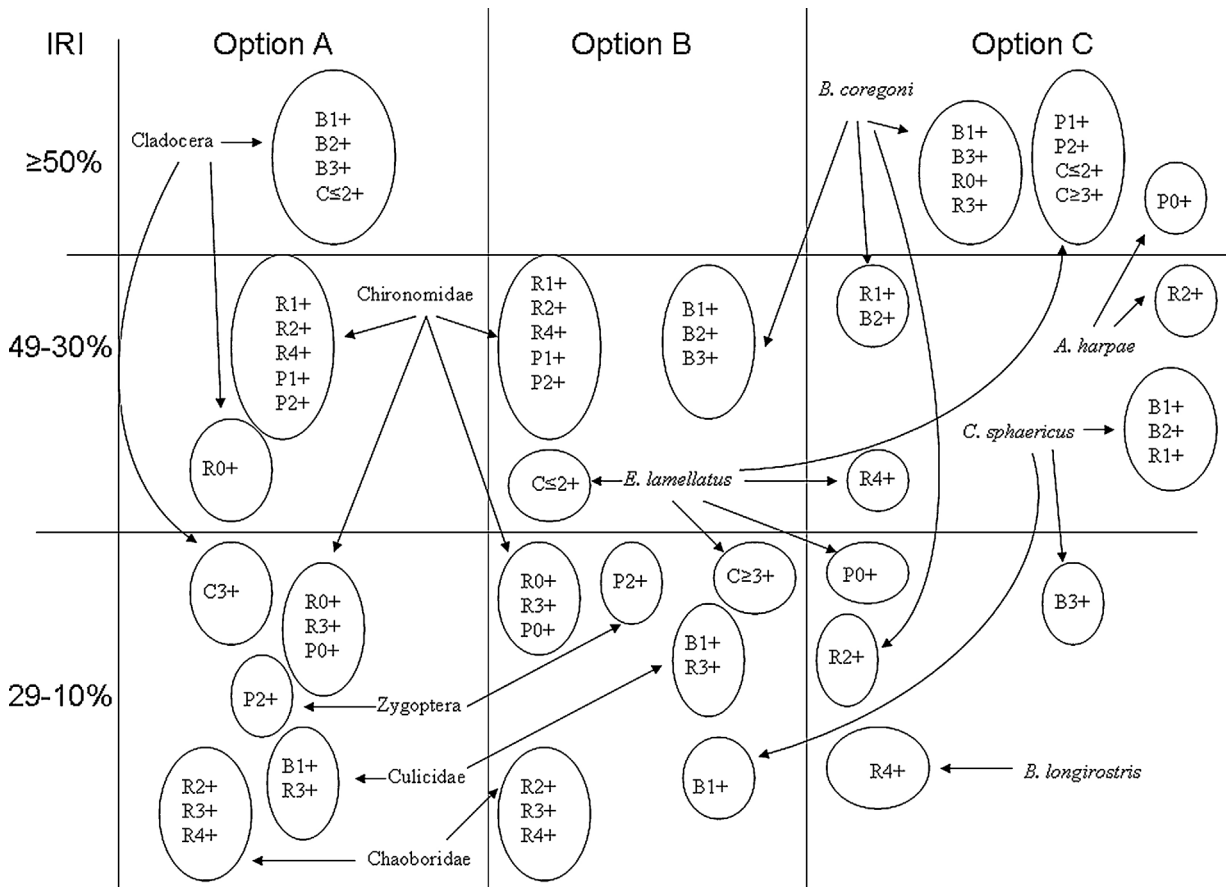 IRI
Option A
Option B
Option C
≥50%
49-30%
29-10%
Cladocera
B1+
B2+
B3+
C≤2+
R1+
R2+
R4+
P1+
P2+
Chironomidae
R0+
C3+
R0+
R3+
P0+
P2+
Zygoptera
B1+
R3+
Culicidae
R2+
R3+
R4+
Chaoboridae
R1+
R2+
R4+
P1+
P2+
B1+
B2+
B3+
C≤2+
E. lamellatus
R0+
R3+
P0+
P2+
C≥3+
B1+
R3+
B1+
R2+
R3+
R4+
B. coregoni
B1+
B3+
R0+
R3+
P1+
P2+
C≤2+
C≥3+
P0+
R1+
B2+
R2+
A. harpae
C. sphaericus
B1+
B2+
R1+
R4+
P0+
B3+
R2+
R4+
B. longirostris